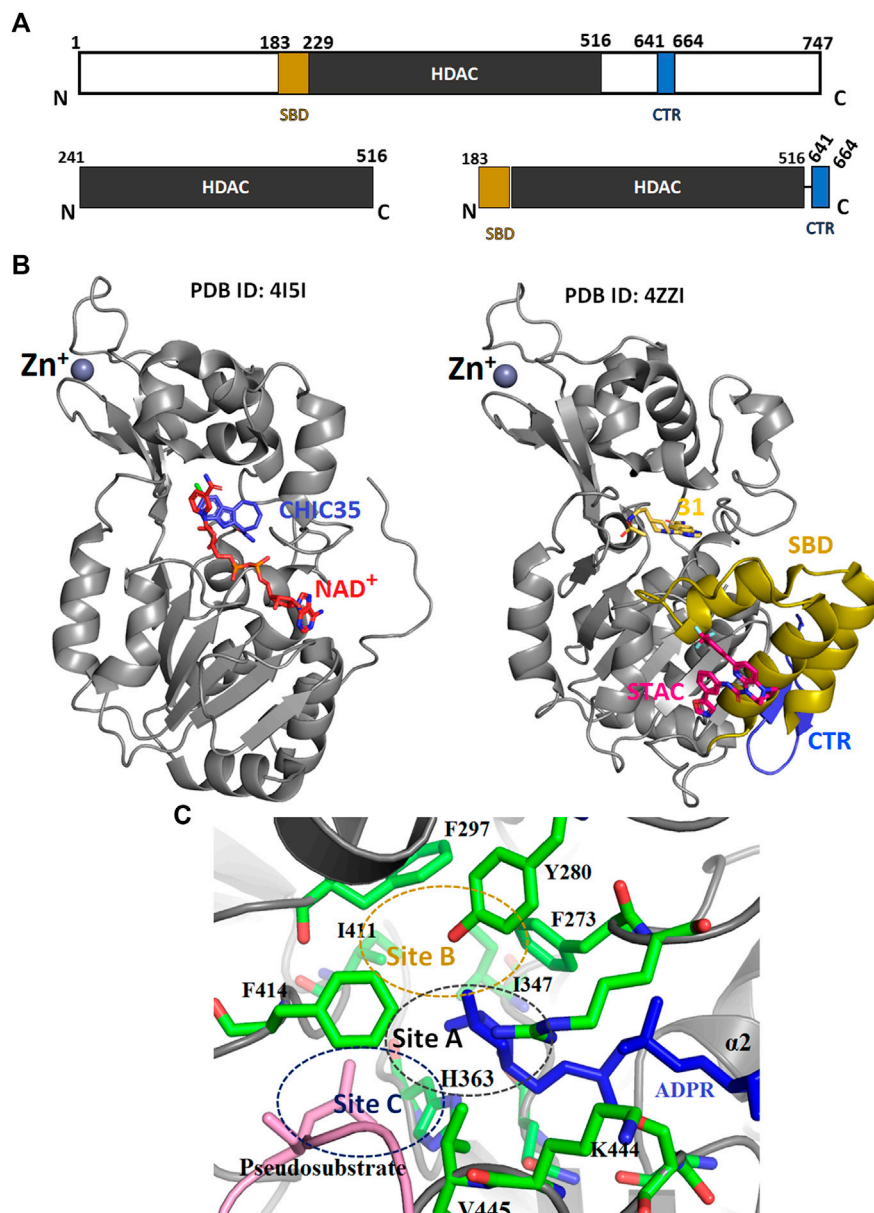 A
1 183 229 516 641 664 747
HDAC
N C
SBD CTR
241 516 183 516 641 664
HDAC HDAC
N C N C
SBD CTR
B
PDB ID: 4I5I PDB ID: 4ZZI
Zn+ Zn+
CHIC35 31
SBD
NAD+
STAC
CTR
C
F297
Y280
F273
I411
Site B
I347
F414
Site A
α2
H363
ADPR
Site C
K444
Pseudosubstrate
V445